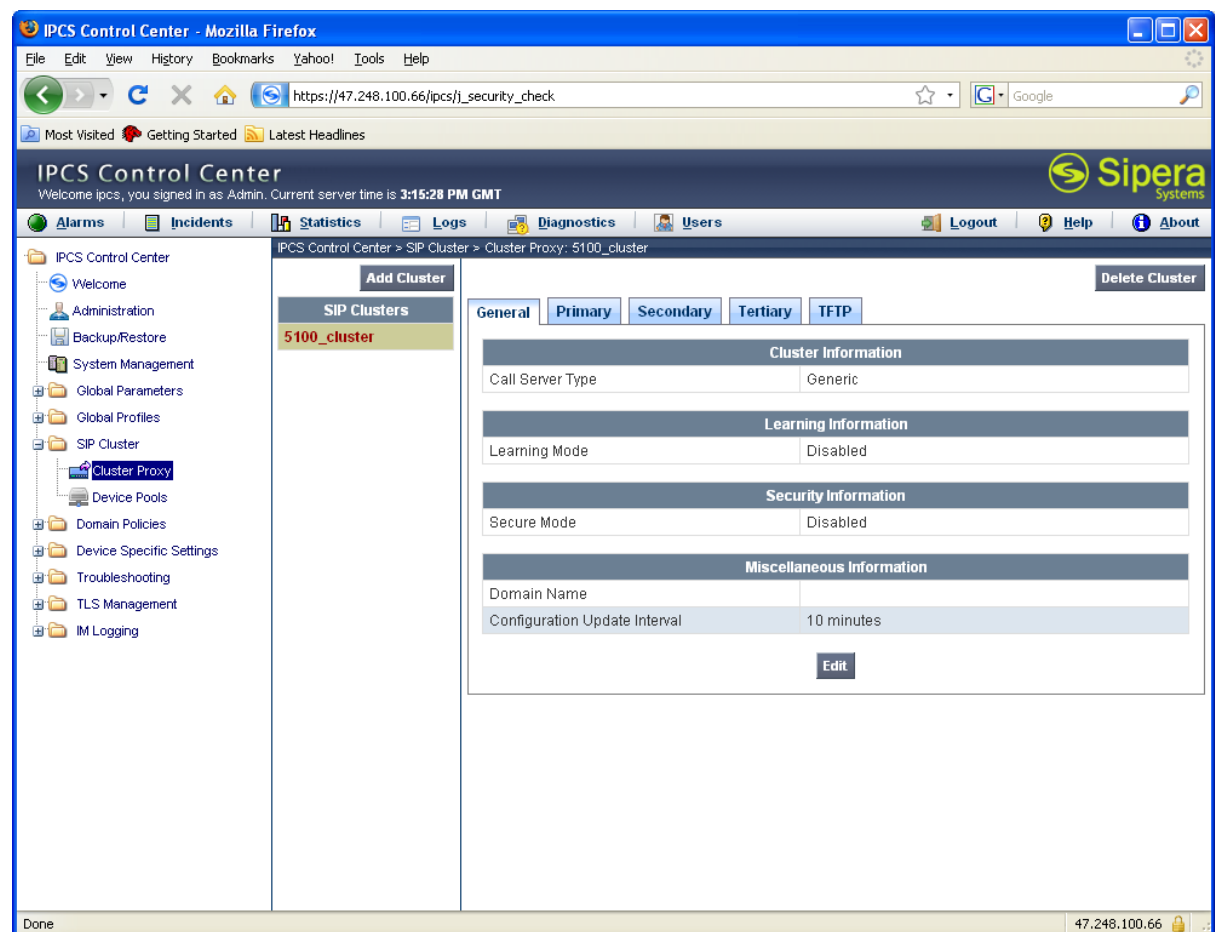 IPCS Control Center - Mozilla Firefox
File Edit View History Bookmarks Yahoo! Tools Help
https://47.248.100.66/ipcs/j_security_check
G Google
Most Visited Getting Started Latest Headlines
IPCS Control Center
Welcome ipcs, you signed in as Admin. Current server time is 3:15:28 PM GMT
Sipera
Systems
Alarms Incidents Statistics Logs Diagnostics Users Logout Help About
IPCS Control Center
Welcome
Administration
Backup/Restore
System Management
Global Parameters
Global Profiles
SIP Cluster
Cluster Proxy
Device Pools
Domain Policies
Device Specific Settings
Troubleshooting
TLS Management
IM Logging
IPCS Control Center > SIP Cluster > Cluster Proxy: 5100_cluster
Add Cluster
SIP Clusters
5100_cluster
Delete Cluster
General Primary Secondary Tertiary TFTP
Cluster Information
Call Server Type Generic
Learning Information
Learning Mode Disabled
Security Information
Secure Mode Disabled
Miscellaneous Information
Domain Name
Configuration Update Interval 10 minutes
Edit
Done 47.248.100.66